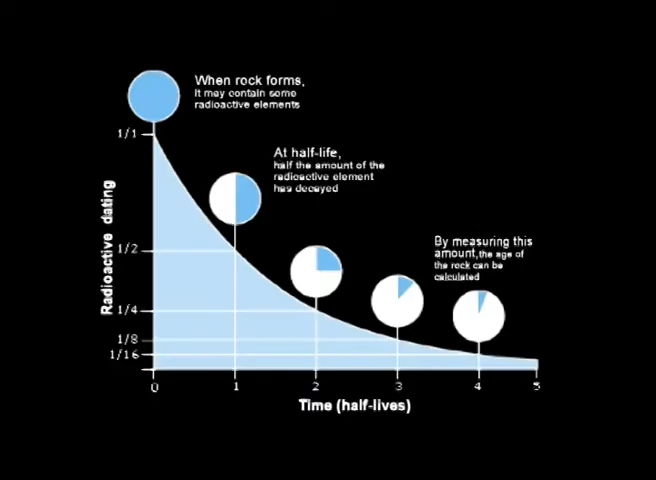 When rock forms,
it may contain some
radioactive elements
1/1
At half-life,
half the amount of the
radioactive element
has decayed
Radioactive dating
1/2
By measuring this
amount,the age of
the rock can be
calculated
1/4
1/8
1/16
0 1 2 3 4 5
Time (half-lives)